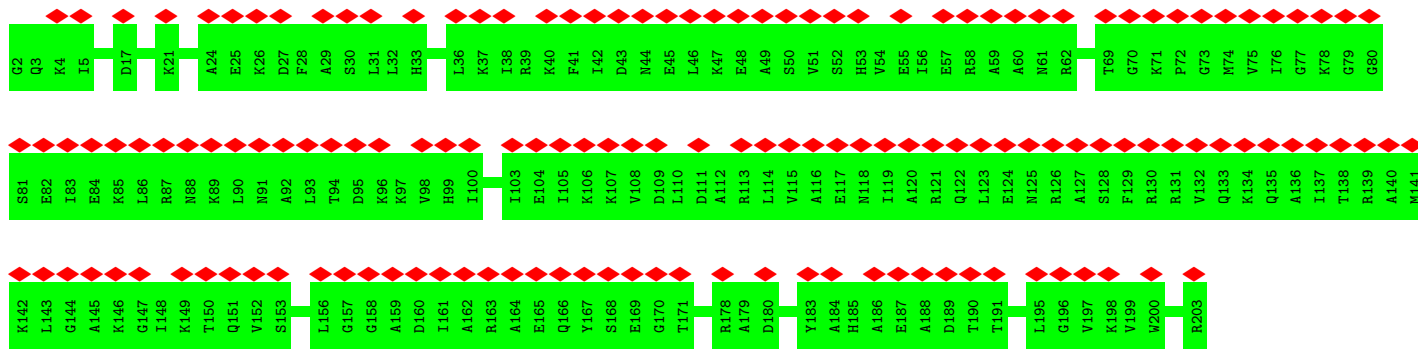 G2 Q3 K4 I5 D17 K21 A24 E25 K26 D27 F28 A29 S30 L31 L32 H33 L36 K37 I38 R39 K40 F41 I42 D43 N44 E45 L46 K47 E48 A49 S50 V51 S52 H53 V54 E55 I56 E57 R58 A59 A60 N61 R62 T69 G70 K71 P72 G73 M74 V75 I76 G77 K78 G79 G80
S81 E82 I83 E84 K85 L86 R87 N88 K89 L90 N91 A92 L93 T94 D95 K96 K97 V98 H99 I100 I103 E104 I105 K106 K107 V108 D109 L110 D111 A112 R113 L114 V115 A116 E117 N118 I119 A120 R121 Q122 L123 E124 N125 R126 A127 S128 F129 R130 R131 V132 Q133 K134 Q135 A136 I137 T138 R139 A140 M141
K142 L143 G144 A145 K146 G147 I148 K149 T150 Q151 V152 S153 L156 G157 G158 A159 D160 I161 A162 R163 A164 E165 Q166 Y167 S168 E169 G170 T171 R178 A179 D180 Y183 A184 H185 A186 E187 A188 D189 T190 T191 L195 G196 V197 K198 V199 W200 R203